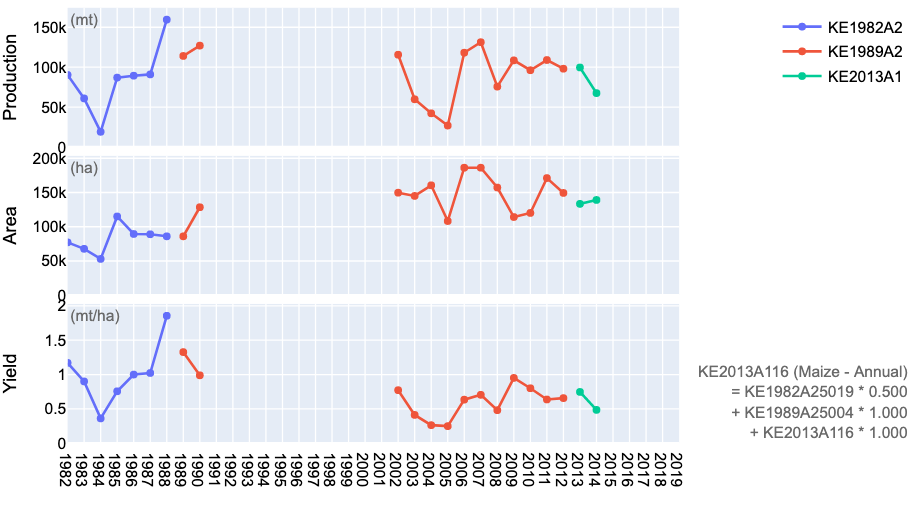 Production
(mt)
150k
100k
50k
0
Area
(ha)
200k
150k
100k
50k
0
Yield
(mt/ha)
2
1.5
1
0.5
0
1982 1983 1984 1985 1986 1987 1988 1989 1990 1991 1992 1993 1994 1995 1996 1997 1998 1999 2000 2001 2002 2003 2004 2005 2006 2007 2008 2009 2010 2011 2012 2013 2014 2015 2016 2017 2018 2019
KE1982A2
KE1989A2
KE2013A1
KE2013A116 (Maize - Annual)
= KE1982A25019 * 0.500
+ KE1989A25004 * 1.000
+ KE2013A116 * 1.000